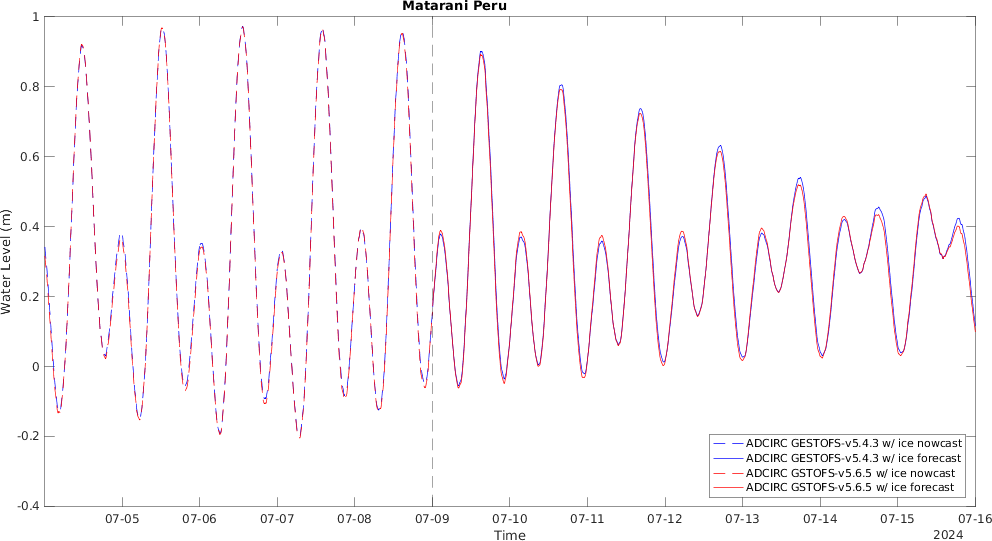 Matarani Peru
1
0.8
0.6
0.4
0.2
0
-0.2
-0.4
Water Level (m)
07-05 07-06 07-07 07-08 07-09 07-10 07-11 07-12 07-13 07-14 07-15 07-16
Time
2024
ADCIRC GESTOFS-v5.4.3 w/ ice nowcast
ADCIRC GESTOFS-v5.4.3 w/ ice forecast
ADCIRC GSTOFS-v5.6.5 w/ ice nowcast
ADCIRC GSTOFS-v5.6.5 w/ ice forecast